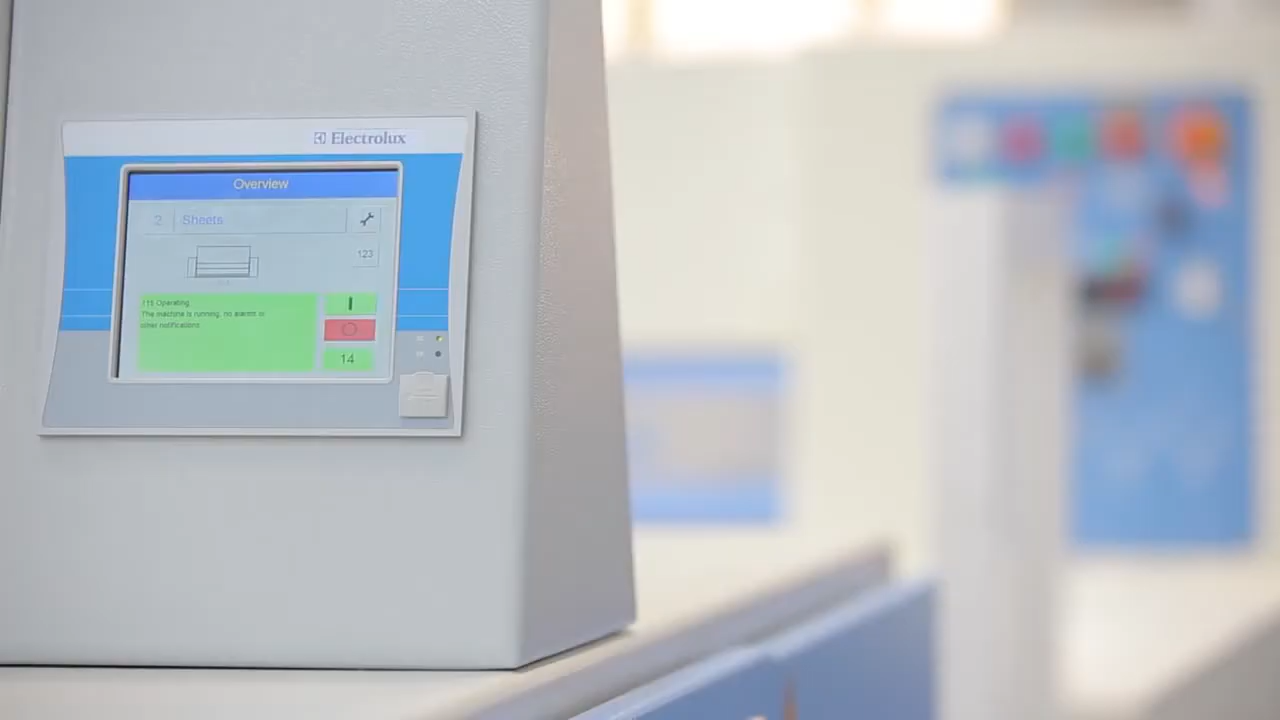 Electrolux
Overview
2 Sheets
123
115 Operating
The machine is running, no alarms or
other notifications
14